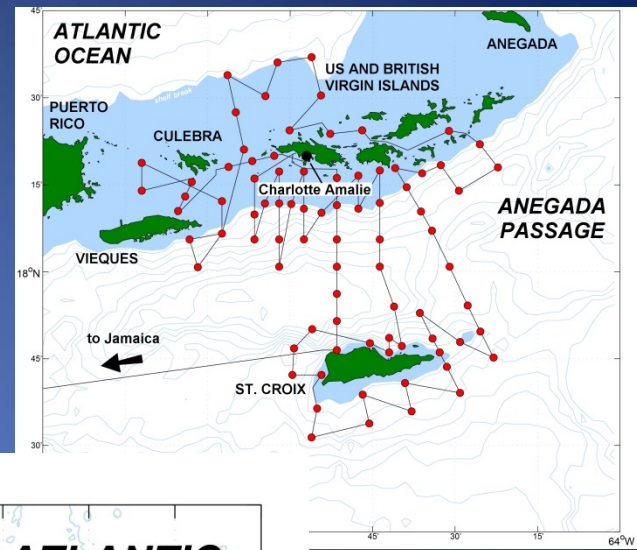 45'
ATLANTIC
OCEAN
ANEGADA
US AND BRITISH
VIRGIN ISLANDS
30'
shelf break
PUERTO
RICO
CULEBRA
15'
Charlotte Amalie
ANEGADA
PASSAGE
VIEQUES
18°N
to Jamaica
45'
ST. CROIX
30'
45' 30' 15' 64°W
ATLANTIC